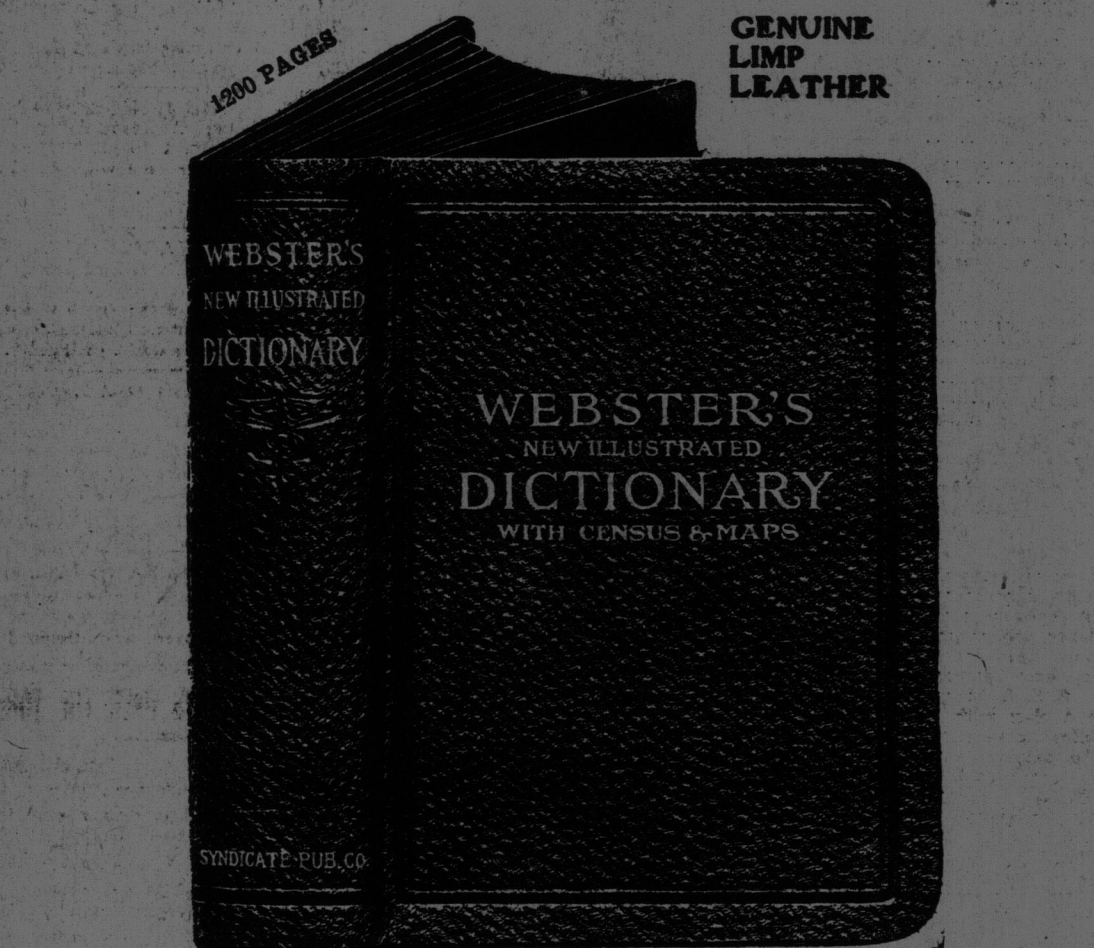 1200 PAGES
GENUINE
LIMP
LEATHER
WEBSTER'S
NEW ILLUSTRATED
DICTIONARY
SYNDICATE PUB. CO.
WEBSTER'S
NEW ILLUSTRATED
DICTIONARY
WITH CENSUS & MAPS